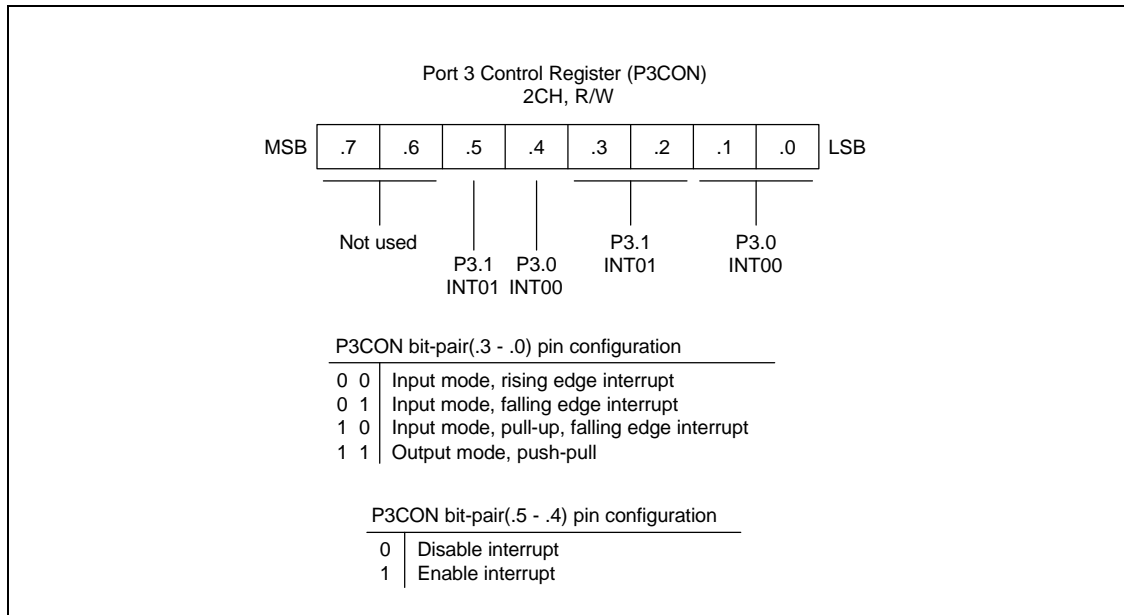 Port 3 Control Register (P3CON)
2CH, R/W
MSB .7 .6 .5 .4 .3 .2 .1 .0 LSB
Not used
P3.1 INT01
P3.0 INT00
P3.1 INT01
P3.0 INT00
P3CON bit-pair(.3 - .0) pin configuration
0 0 Input mode, rising edge interrupt
0 1 Input mode, falling edge interrupt
1 0 Input mode, pull-up, falling edge interrupt
1 1 Output mode, push-pull
P3CON bit-pair(.5 - .4) pin configuration
0 Disable interrupt
1 Enable interrupt